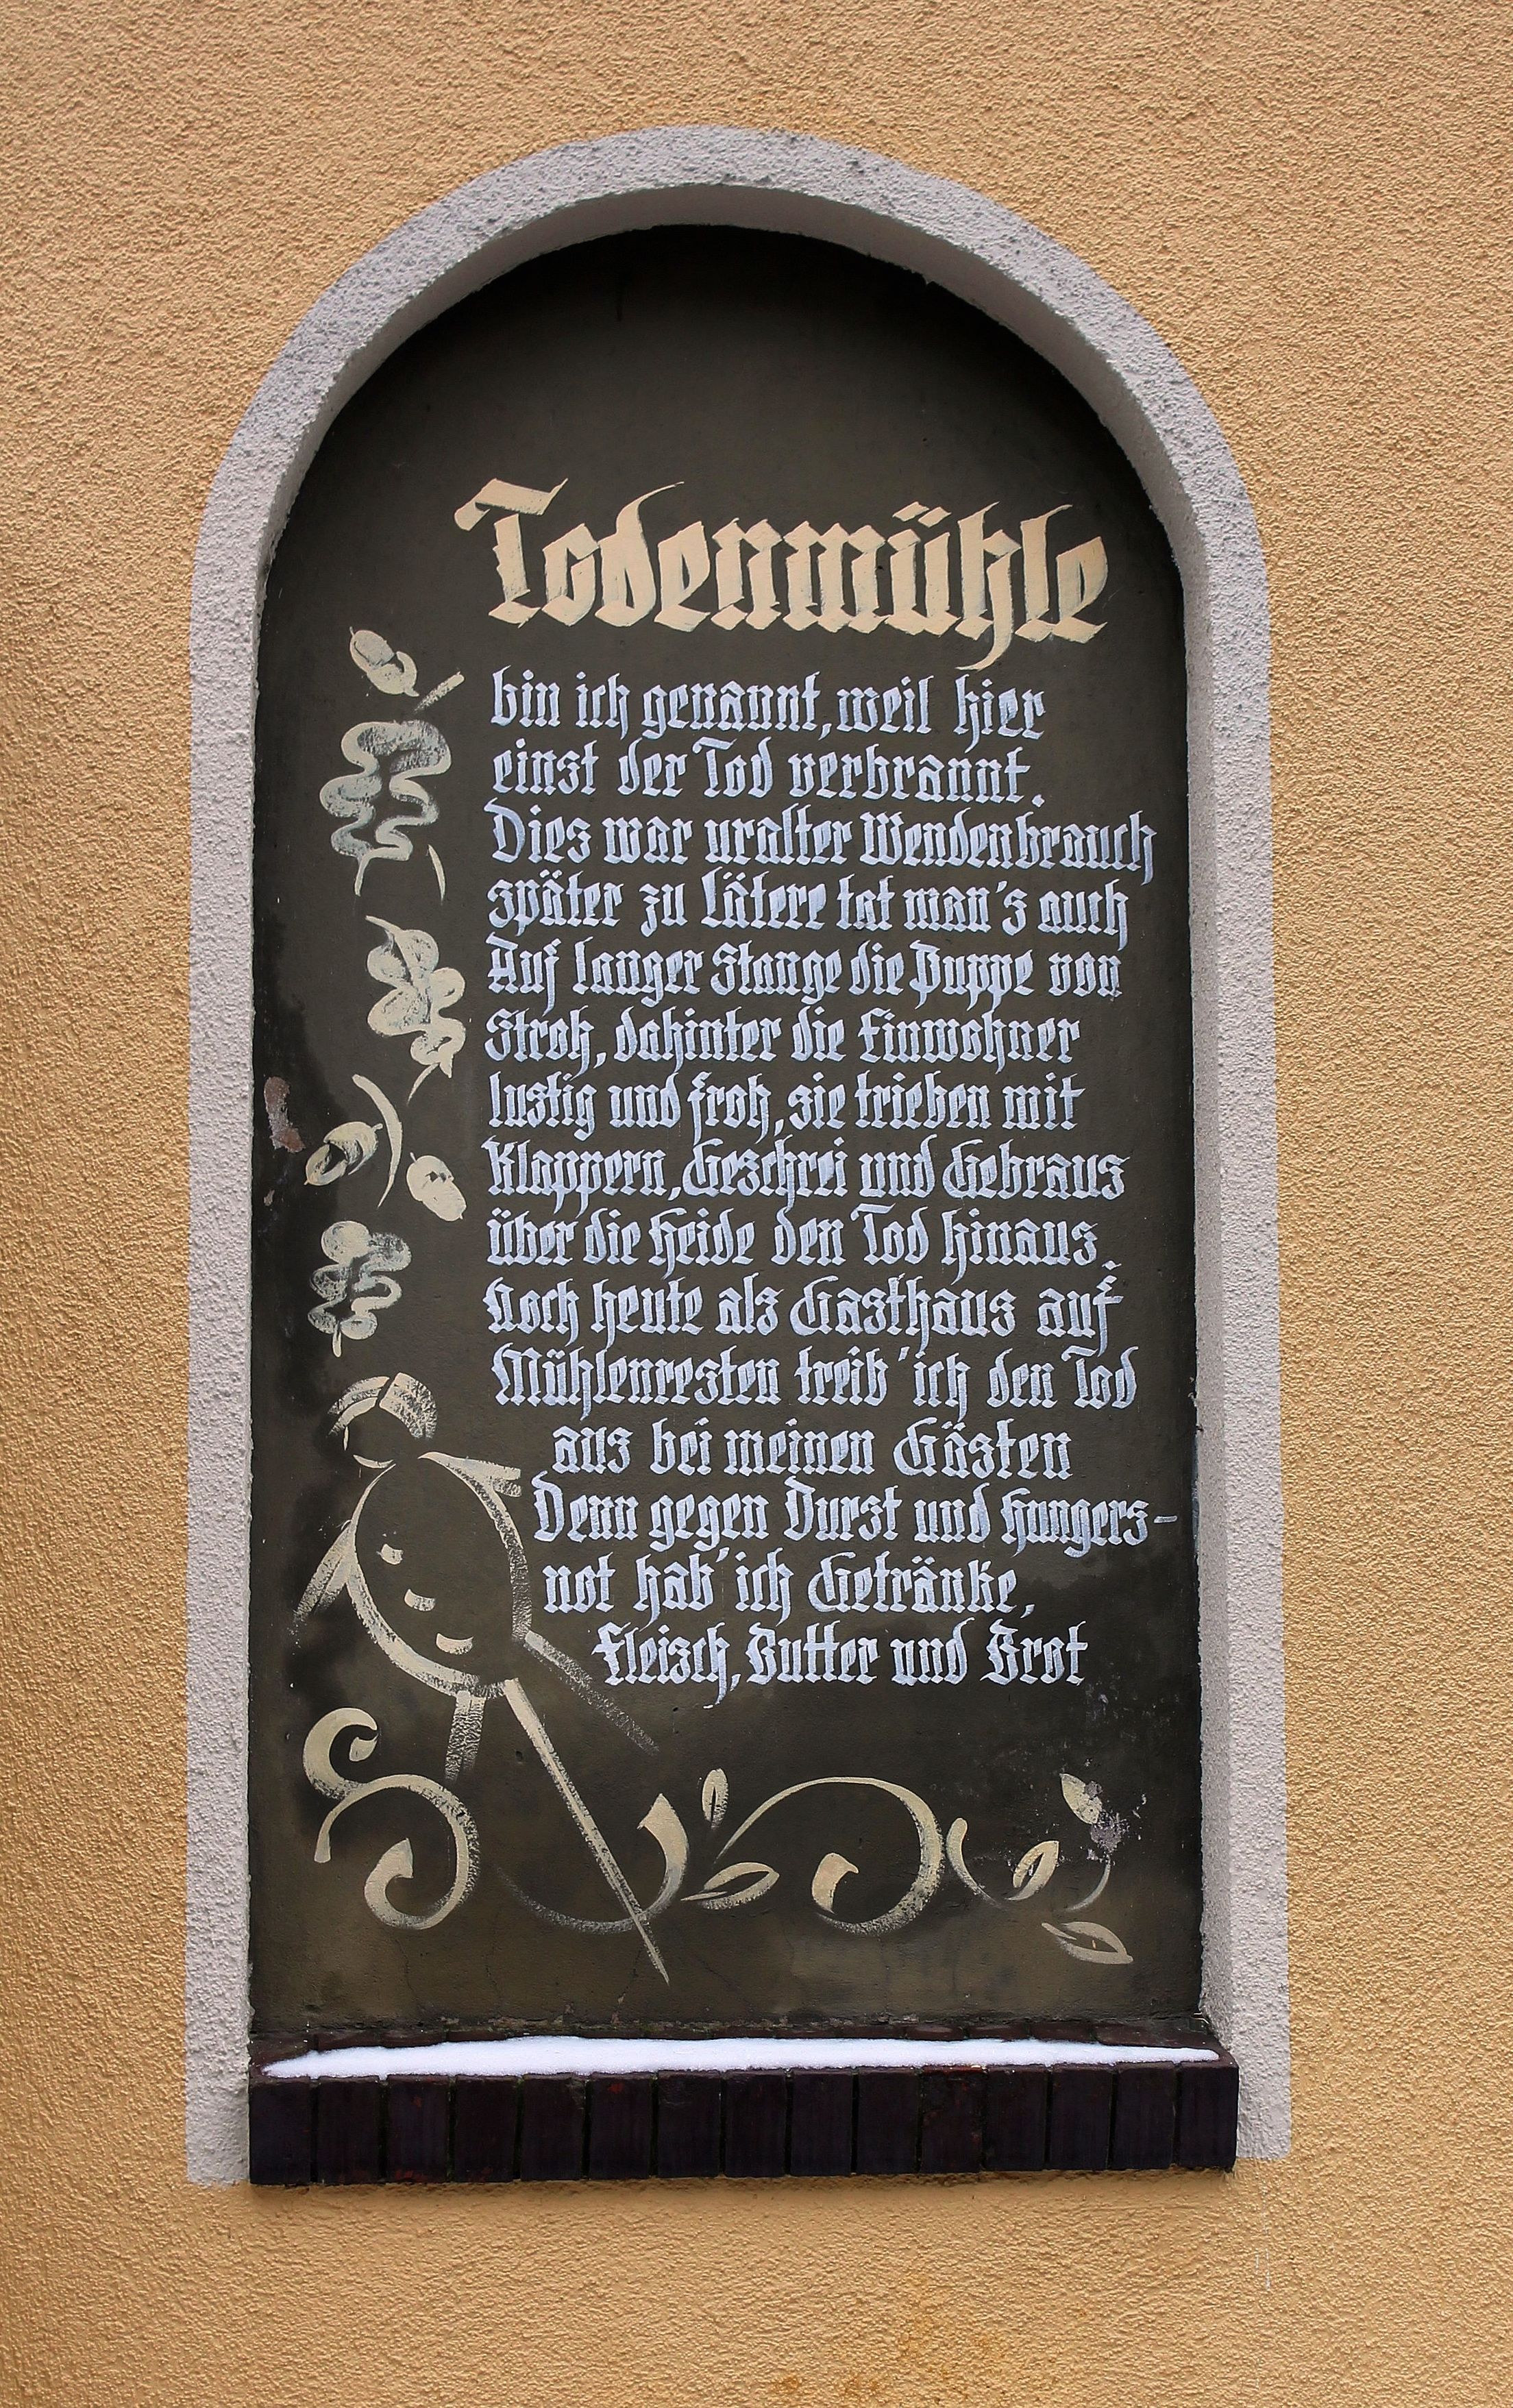 Todenmühle
bin ich genannt, weil hier
einst der Tod verbrannt.
Dies war uralter Wendenbrauch
später zu Lätere tat man's auch
Auf langer Stange die Puppe von
Stroh, dahinter die Einwohner
lustig und froh, sie trieben mit
Klappern, Geschrei und Gebraus
über die Heide den Tod hinaus.
Noch heute als Gasthaus auf
Mühlenresten treib' ich den Tod
aus bei meinen Gästen
Denn gegen Durst und Hungers-
not hab' ich Getränke,
Fleisch, Butter und Brot